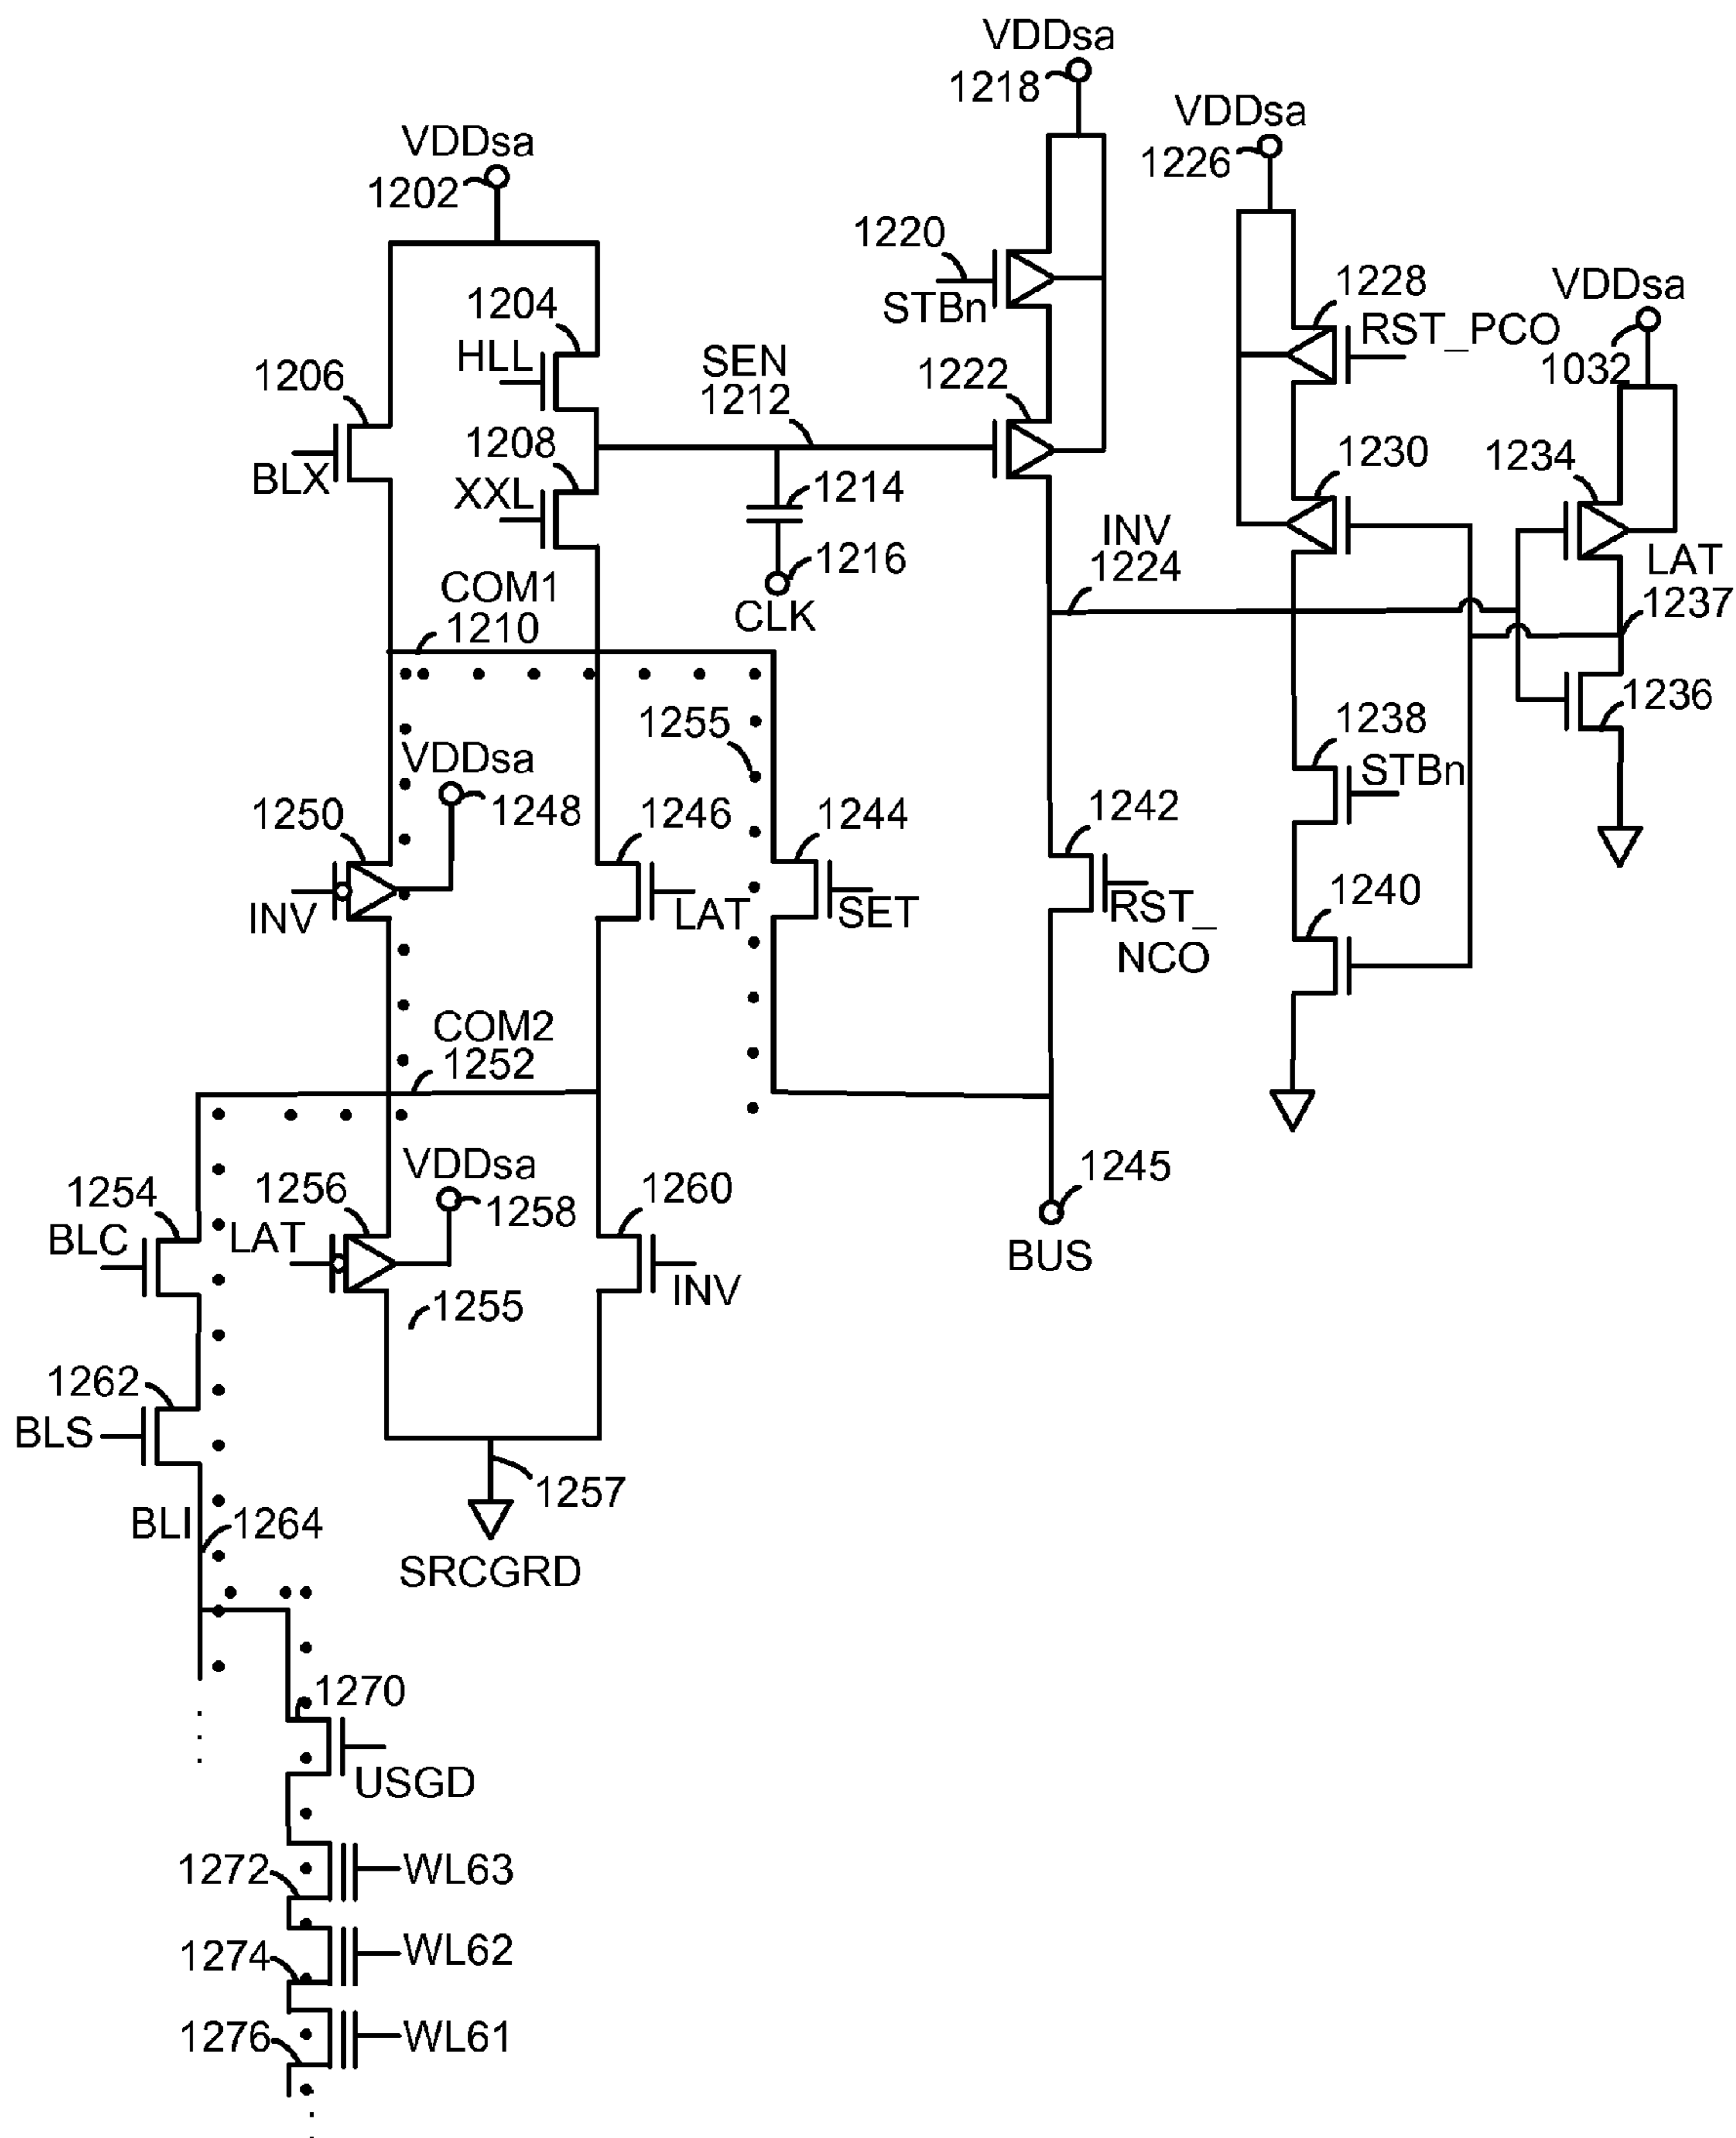 VDDsa
1218
VDDsa
1226
VDDsa
1202
1220
STBn
1228
RST_PCO
VDDsa
1032
1204
HLL
SEN
1212
1222
1206
BLX
1208
XXL
1214
1216
CLK
1230
1234
INV
1224
LAT
1237
COM1
1210
1236
1255
1238
STBn
VDDsa
1248
1250
INV
1246
LAT
1244
SET
1242
RST_
NCO
1240
COM2
1252
1254
BLC
1256
LAT
VDDsa
1258
1260
INV
1245
BUS
1255
1262
BLS
1257
SRCGRD
BLI
1264
1270
USGD
1272
WL63
1274
WL62
1276
WL61